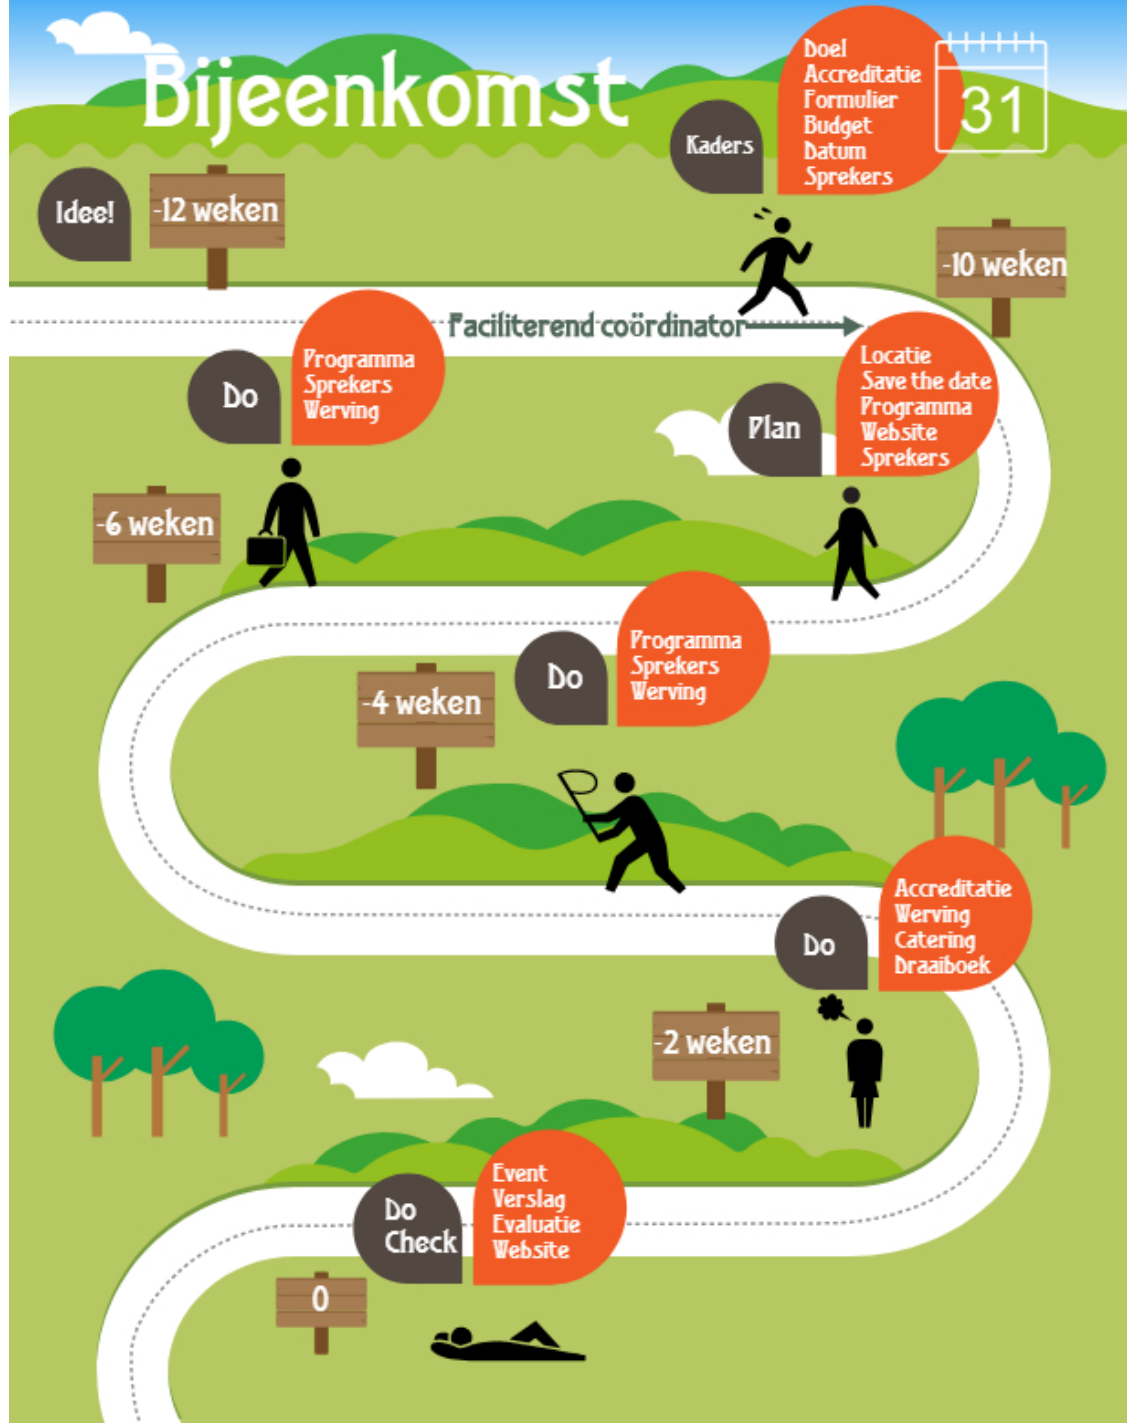 Bijeenkomst
Doel
Accreditatie
Formulier
Budget
Datum
Sprekers
31
Kaders
Idee!
-12 weken
-10 weken
Faciliterend coördinator
Programma
Sprekers
Werving
Do
Locatie
Save the date
Programma
Website
Sprekers
Plan
-6 weken
Programma
Sprekers
Werving
Do
-4 weken
Accreditatie
Werving
Catering
Draaiboek
Do
-2 weken
Event
Verslag
Evaluatie
Website
Do
Check
0